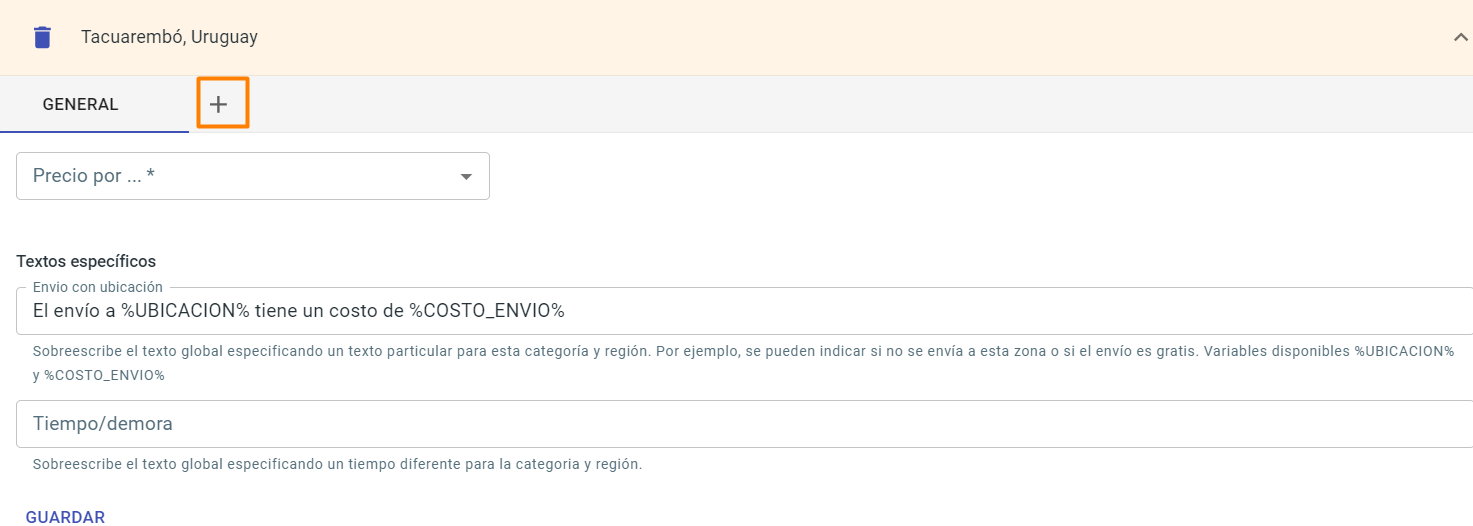 Tacuarembó, Uruguay
GENERAL
Precio por ... *
Textos específicos
Envio con ubicación
El envío a %UBICACION% tiene un costo de %COSTO_ENVIO%
Sobreescribe el texto global especificando un texto particular para esta categoría y región. Por ejemplo, se pueden indicar si no se envía a esta zona o si el envío es gratis. Variables disponibles %UBICACION%
y %COSTO_ENVIO%
Tiempo/demora
Sobreescribe el texto global especificando un tiempo diferente para la categoria y región.
GUARDAR